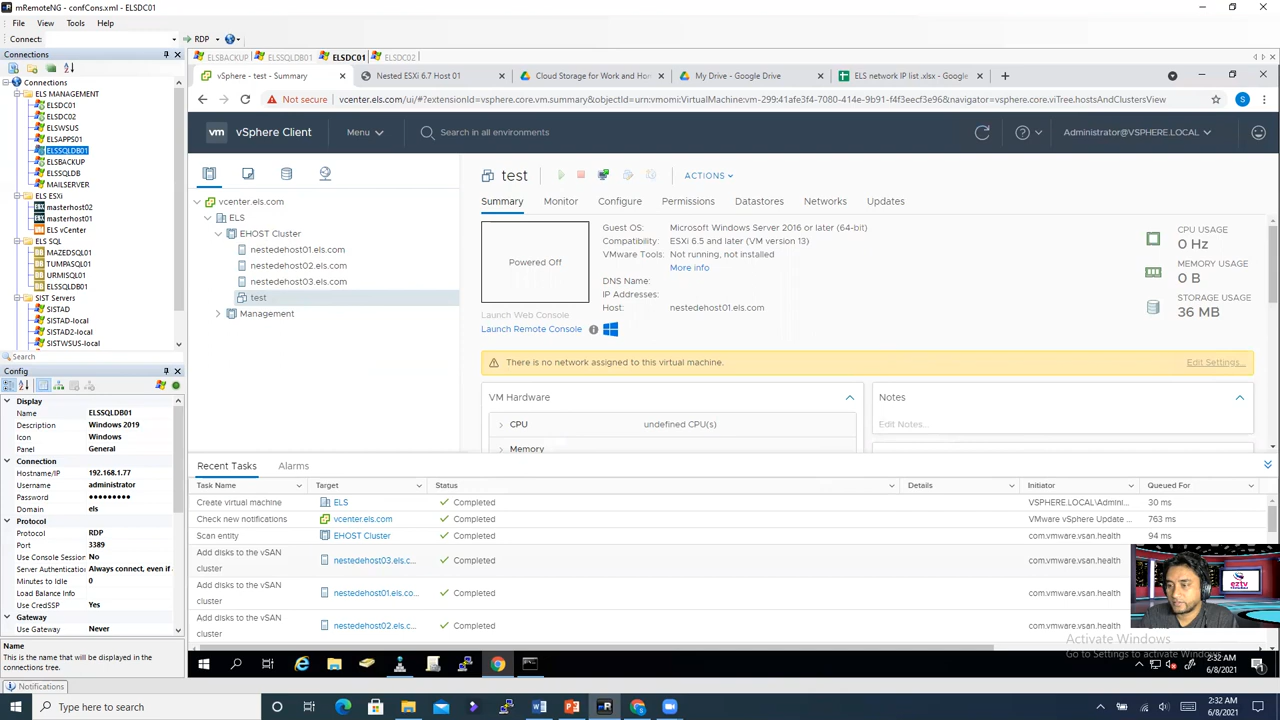 mRemoteNG - confCons.xml - ELSDC01
File View Tools Help
Connect: RDP
Connections
ELSBACKUP ELSSQLDB01 ELSDC01 ELSDC02
Connections
ELS MANAGEMENT
ELSDC01
ELSDC02
ELSWSUS
ELSAPPS01
ELSSQLDB01
ELSBACKUP
ELSSQLDB
MAILSERVER
ELS ESXi
masterhost02
masterhost01
ELS vCenter
ELS SQL
MAZEDSQL01
TUMPASQL01
URMISQL01
ELSSQLDB01
SIST Servers
SISTAD
SISTAD-local
SISTAD2-local
SISTWSUS-local
Search
Config
Display
Name ELSSQLDB01
Description Windows 2019
Icon Windows
Panel General
Connection
Hostname/IP 192.168.1.77
Username administrator
Password ●●●●●●●●●
Domain els
Protocol
Protocol RDP
Port 3389
Use Console Session No
Server Authentication Always connect, even if
Minutes to Idle 0
Load Balance Info
Use CredSSP Yes
Gateway
Use Gateway Never
Name
This is the name that will be displayed in the
connections tree.
Notifications
vSphere - test - Summary Nested ESXi 6.7 Host 01 Cloud Storage for Work and Hom My Drive - Google Drive ELS network IP list .xlsx - Google
Not secure vcenter.els.com/ui/#?extensionId=vsphere.core.vm.summary&objectId=urn:vmomi:VirtualMachine:vm-299:41afe3f4-7080-414e-9b91-f4f3eecf3e96&navigator=vsphere.core.viTree.hostsAndClustersView
vm vSphere Client Menu Search in all environments Administrator@VSPHERE.LOCAL
test ACTIONS
Summary Monitor Configure Permissions Datastores Networks Updates
vcenter.els.com
ELS
EHOST Cluster
nestedehost01.els.com
nestedehost02.els.com
nestedehost03.els.com
test
Management
Powered Off
Launch Web Console
Launch Remote Console
Guest OS: Microsoft Windows Server 2016 or later (64-bit)
Compatibility: ESXi 6.5 and later (VM version 13)
VMware Tools: Not running, not installed
More info
DNS Name:
IP Addresses:
Host: nestedehost01.els.com
CPU USAGE
0 Hz
MEMORY USAGE
0 B
STORAGE USAGE
36 MB
There is no network assigned to this virtual machine. Edit Settings...
VM Hardware
CPU undefined CPU(s)
Memory
Notes
Edit Notes...
Recent Tasks Alarms
Task Name Target Status Details Initiator Queued For
Create virtual machine ELS Completed VSPHERE.LOCAL\Admini... 30 ms
Check new notifications vcenter.els.com Completed VMware vSphere Update ... 763 ms
Scan entity EHOST Cluster Completed com.vmware.vsan.health 94 ms
Add disks to the vSAN
cluster nestedehost03.els.c... Completed com.vmware.vsan.health
Add disks to the vSAN
cluster nestedehost01.els.co... Completed com.vmware.vsan.health
Add disks to the vSAN
cluster nestedehost02.els.c... Completed com.vmware.vsan.health
eztv
Activate Windows
Go to Settings to activate Windows.
2:32 AM
6/8/2021
Type here to search
2:32 AM
6/8/2021